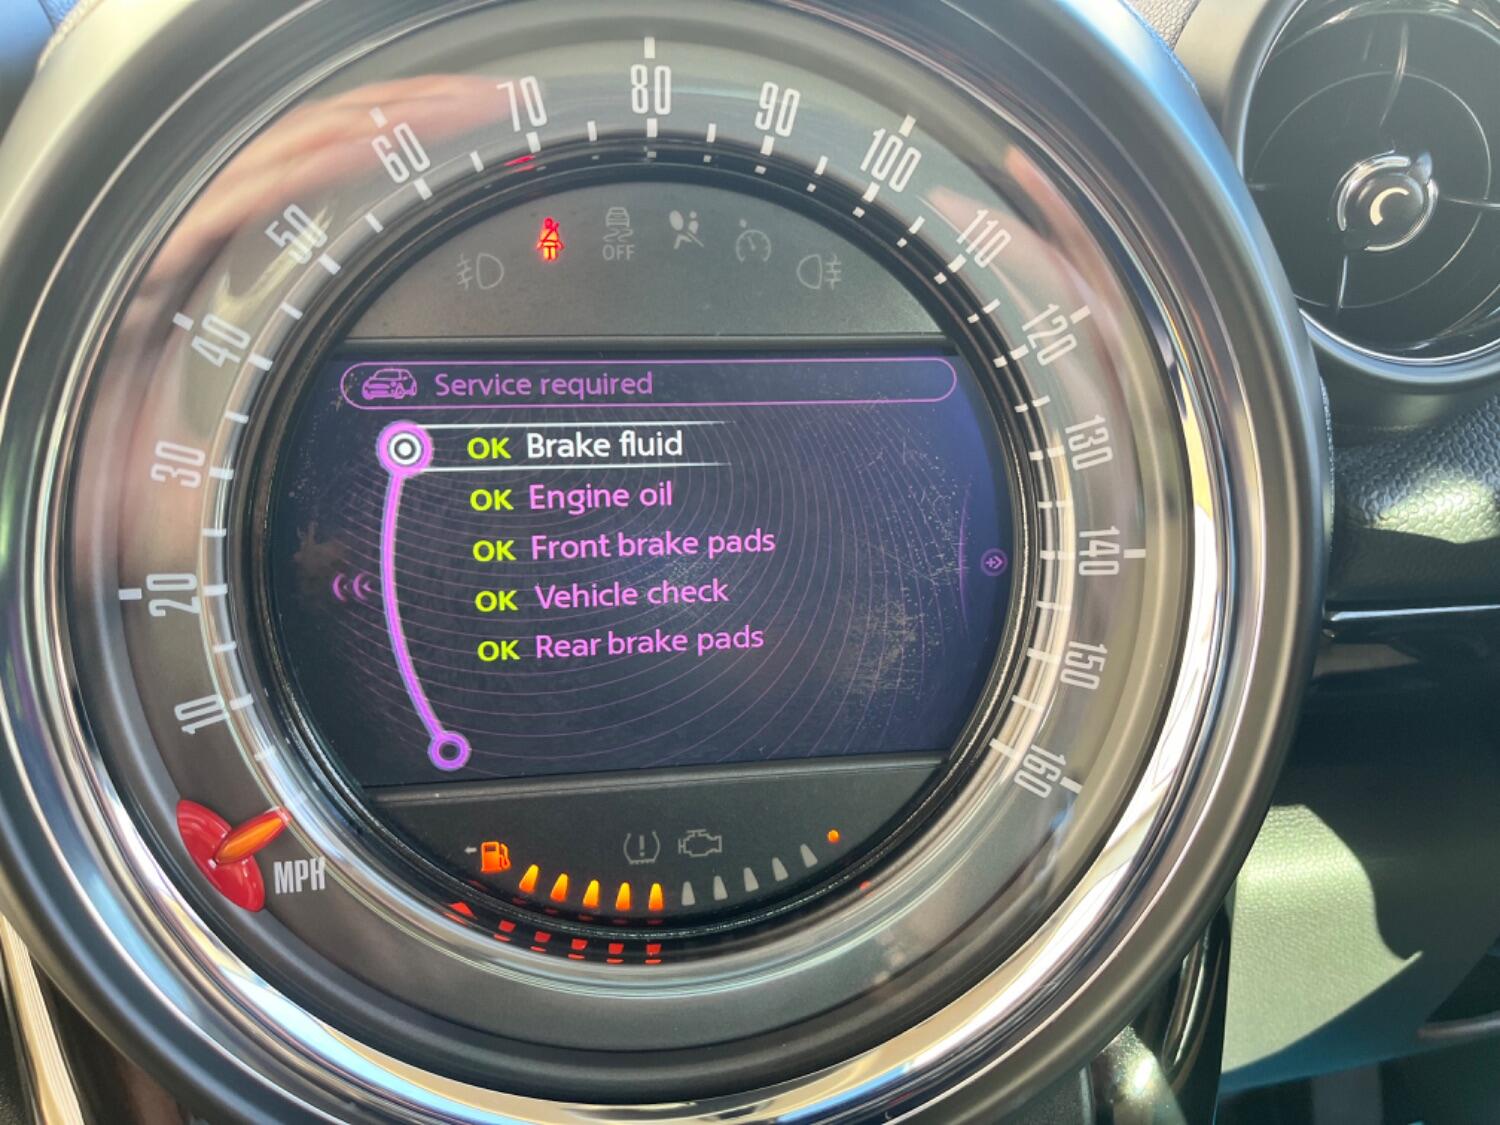 10
20
30
40
50
60
70
80
90
100
110
120
130
140
150
160
MPH
OFF
Service required
OK Brake fluid
OK Engine oil
OK Front brake pads
OK Vehicle check
OK Rear brake pads